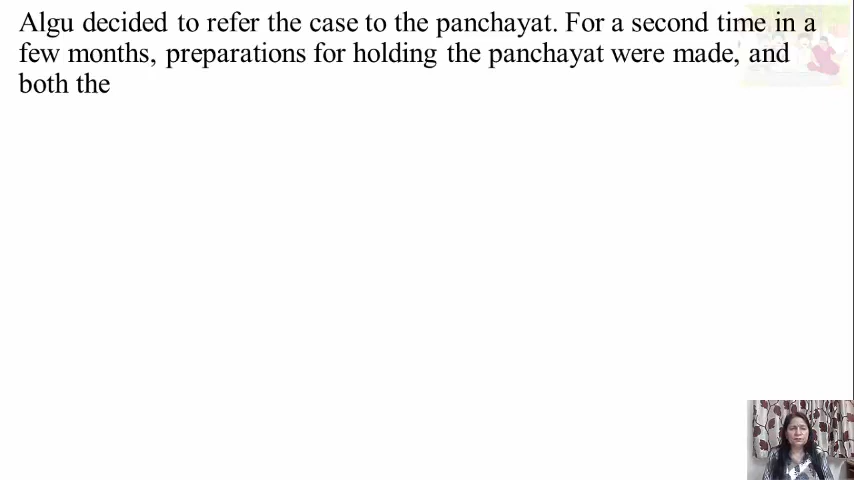 Algu decided to refer the case to the panchayat. For a second time in a
few months, preparations for holding the panchayat were made, and
both the